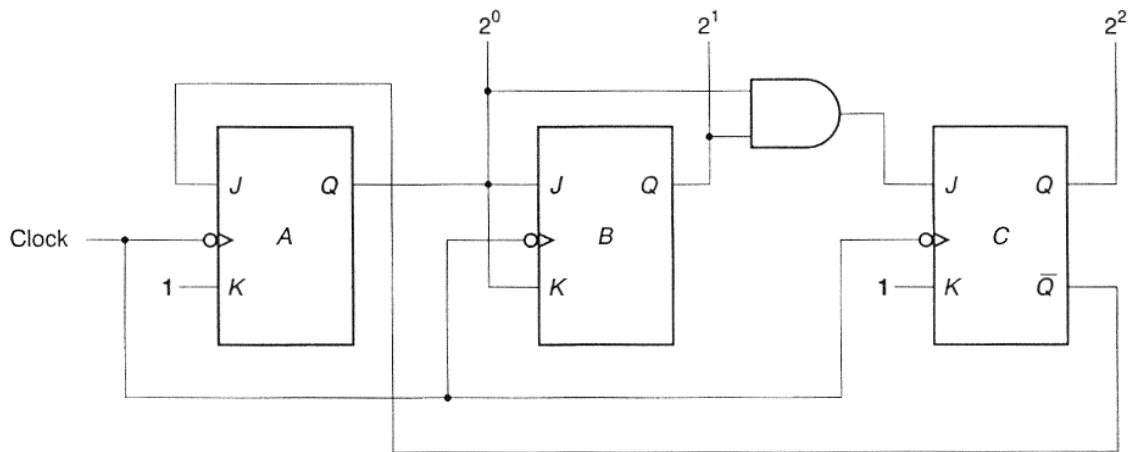 2⁰ 2¹ 2²
J Q J Q J Q
Clock A B C
1 K K 1 K Q̅